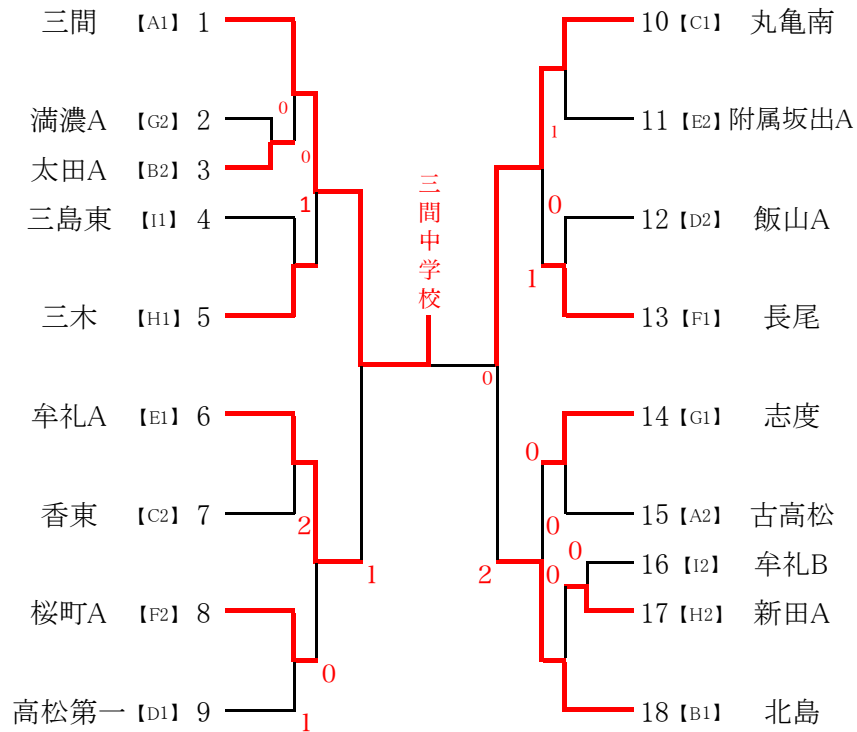 三間 【A1】 1
満濃A 【G2】 2
太田A 【B2】 3
三島東 【I1】 4
三木 【H1】 5
牟礼A 【E1】 6
香東 【C2】 7
桜町A 【F2】 8
高松第一 【D1】 9
0
0
1
2
0
1
1
三間中学校
0
2
10 【C1】 丸亀南
11 【E2】 附属坂出A
12 【D2】 飯山A
13 【F1】 長尾
14 【G1】 志度
15 【A2】 古高松
16 【I2】 牟礼B
17 【H2】 新田A
18 【B1】 北島
1
0
1
0
0
0
0